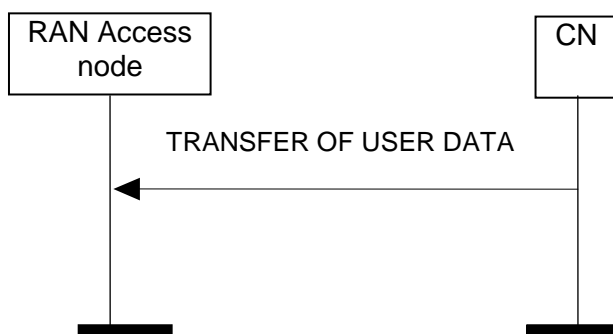 RAN Access
node
CN
TRANSFER OF USER DATA